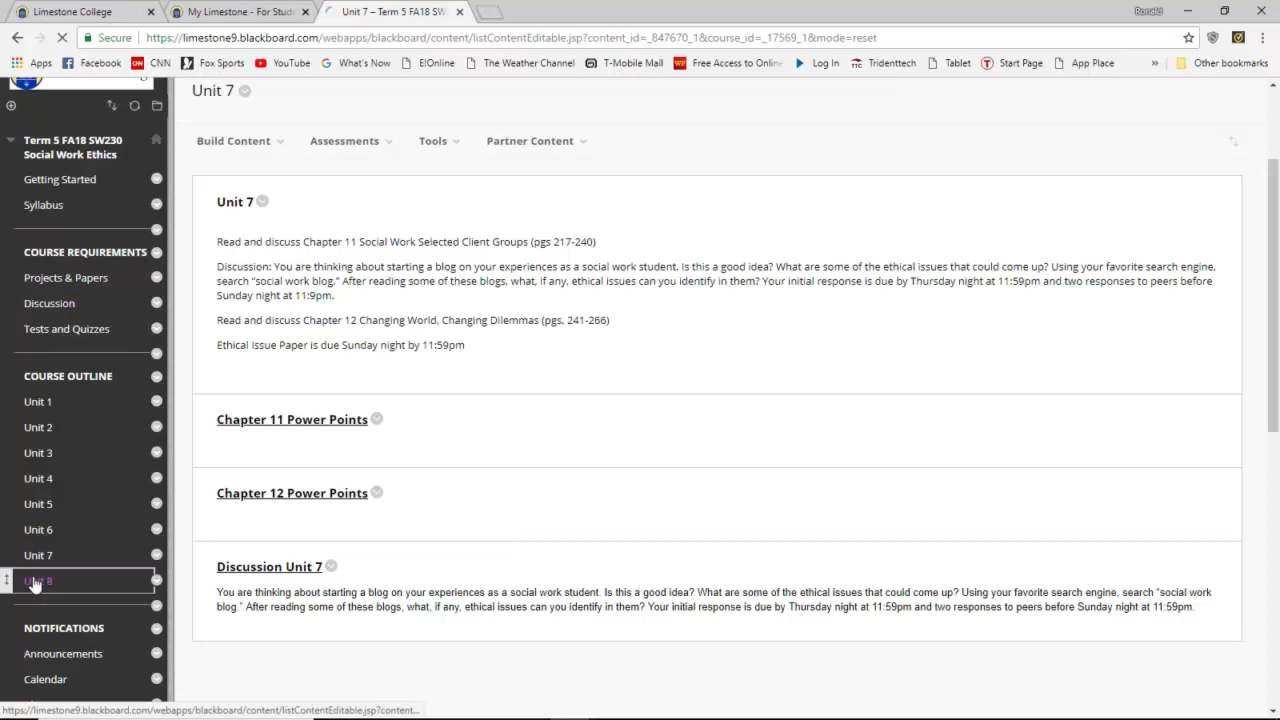 Limestone College
My Limestone - For Stude
Unit 7 – Term 5 FA18 SW
Ronald
Secure
https://limestone9.blackboard.com/webapps/blackboard/content/listContentEditable.jsp?content_id=_847670_1&course_id=_17569_1&mode=reset
Apps
Facebook
CNN
Fox Sports
YouTube
What's Now
E!Online
The Weather Channel
T-Mobile Mall
Free Access to Onlin
Log In
Tridenttech
Tablet
Start Page
App Place
»
Other bookmarks
Unit 7
Build Content
Assessments
Tools
Partner Content
Term 5 FA18 SW230
Social Work Ethics
Getting Started
Syllabus
COURSE REQUIREMENTS
Projects & Papers
Discussion
Tests and Quizzes
COURSE OUTLINE
Unit 1
Unit 2
Unit 3
Unit 4
Unit 5
Unit 6
Unit 7
Unit 8
NOTIFICATIONS
Announcements
Calendar
Unit 7
Read and discuss Chapter 11 Social Work Selected Client Groups (pgs 217-240)
Discussion: You are thinking about starting a blog on your experiences as a social work student. Is this a good idea? What are some of the ethical issues that could come up? Using your favorite search engine,
search “social work blog.” After reading some of these blogs, what, if any, ethical issues can you identify in them? Your initial response is due by Thursday night at 11:59pm and two responses to peers before
Sunday night at 11:9pm.
Read and discuss Chapter 12 Changing World, Changing Dilemmas (pgs. 241-266)
Ethical Issue Paper is due Sunday night by 11:59pm
Chapter 11 Power Points
Chapter 12 Power Points
Discussion Unit 7
You are thinking about starting a blog on your experiences as a social work student. Is this a good idea? What are some of the ethical issues that could come up? Using your favorite search engine, search “social work
blog.” After reading some of these blogs, what, if any, ethical issues can you identify in them? Your initial response is due by Thursday night at 11:59pm and two responses to peers before Sunday night at 11:59pm.
https://limestone9.blackboard.com/webapps/blackboard/content/listContentEditable.jsp?content...